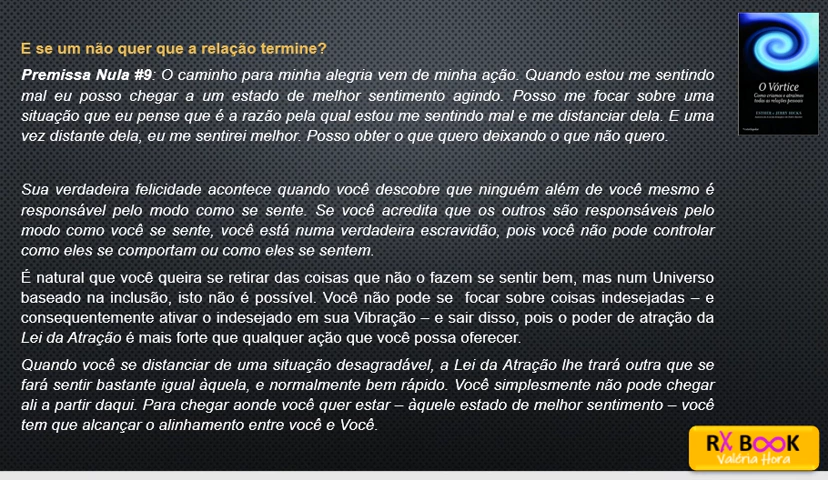 E se um não quer que a relação termine?
Premissa Nula #9: O caminho para minha alegria vem de minha ação. Quando estou me sentindo
mal eu posso chegar a um estado de melhor sentimento agindo. Posso me focar sobre uma
situação que eu pense que é a razão pela qual estou me sentindo mal e me distanciar dela. E uma
vez distante dela, eu me sentirei melhor. Posso obter o que quero deixando o que não quero.
Sua verdadeira felicidade acontece quando você descobre que ninguém além de você mesmo é
responsável pelo modo como se sente. Se você acredita que os outros são responsáveis pelo
modo como você se sente, você está numa verdadeira escravidão, pois você não pode controlar
como eles se comportam ou como eles se sentem.
É natural que você queira se retirar das coisas que não o fazem se sentir bem, mas num Universo
baseado na inclusão, isto não é possível. Você não pode se focar sobre coisas indesejadas – e
consequentemente ativar o indesejado em sua Vibração – e sair disso, pois o poder de atração da
Lei da Atração é mais forte que qualquer ação que você possa oferecer.
Quando você se distanciar de uma situação desagradável, a Lei da Atração lhe trará outra que se
fará sentir bastante igual àquela, e normalmente bem rápido. Você simplesmente não pode chegar
ali a partir daqui. Para chegar aonde você quer estar – àquele estado de melhor sentimento – você
tem que alcançar o alinhamento entre você e Você.
O Vórtice
Como criamos e atraímos
todas as relações pessoais
ESTHER e JERRY HICKS
RX BOOK
Valéria Hora